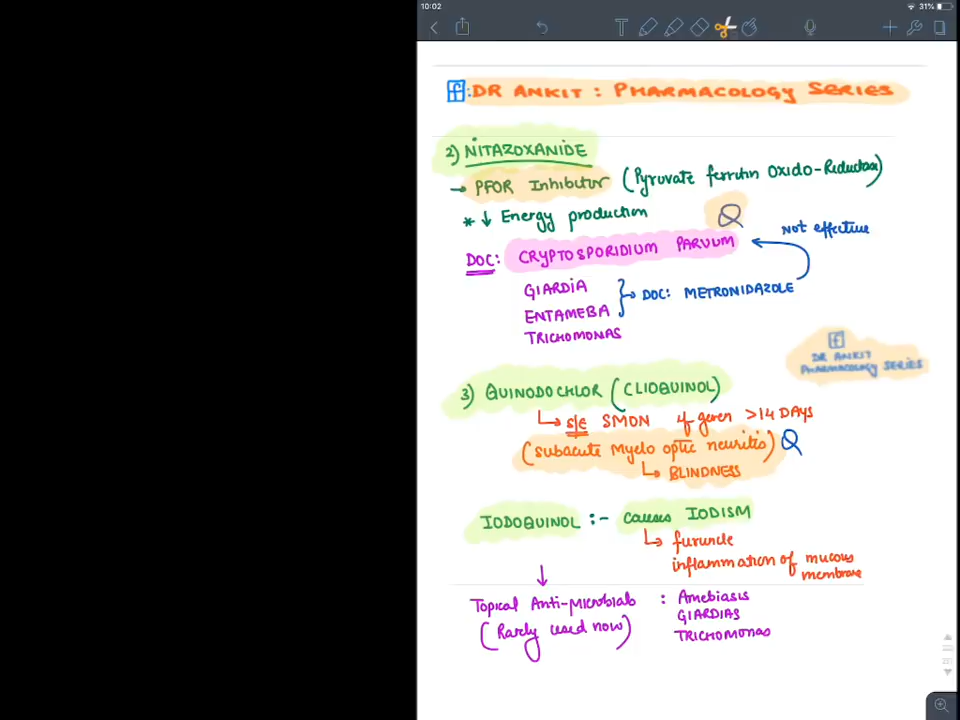 10:02
31%
f: DR ANKIT : PHARMACOLOGY SERIES
2) NITAZOXANIDE
→ PFOR Inhibitor (Pyruvate ferritin Oxido-Reductase)
* ↓ Energy production
Q
Not effective
DOC: CRYPTOSPORIDIUM PARVUM
GIARDIA
ENTAMEBA
DOC: METRONIDAZOLE
TRICHOMONAS
f
DR ANKIT
PHARMACOLOGY SERIES
3) QUINODOCHLOR (CLIOQUINOL)
S/E SMON if given >14 DAYS
(Subacute Myelo optic neuritis) Q
BLINDNESS
IODOQUINOL :- Causes IODISM
furuncle
inflammation of mucous
membrane
Topical Anti-Microbials : Amebiasis
(Rarely used now) GIARDIAS
TRICHOMONAS